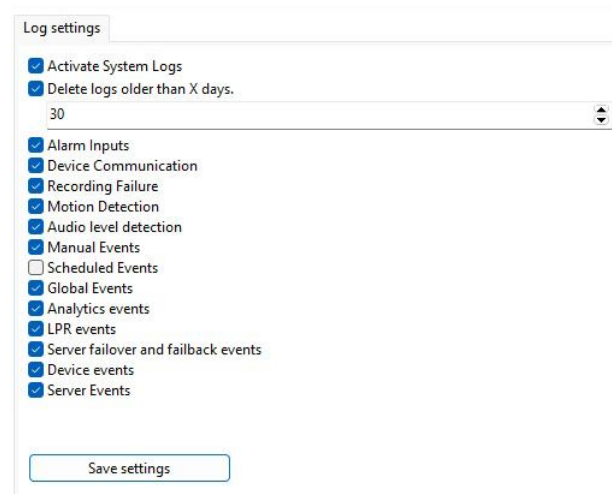 Log settings
Activate System Logs
Delete logs older than X days.
30
Alarm Inputs
Device Communication
Recording Failure
Motion Detection
Audio level detection
Manual Events
Scheduled Events
Global Events
Analytics events
LPR events
Server failover and failback events
Device events
Server Events
Save settings